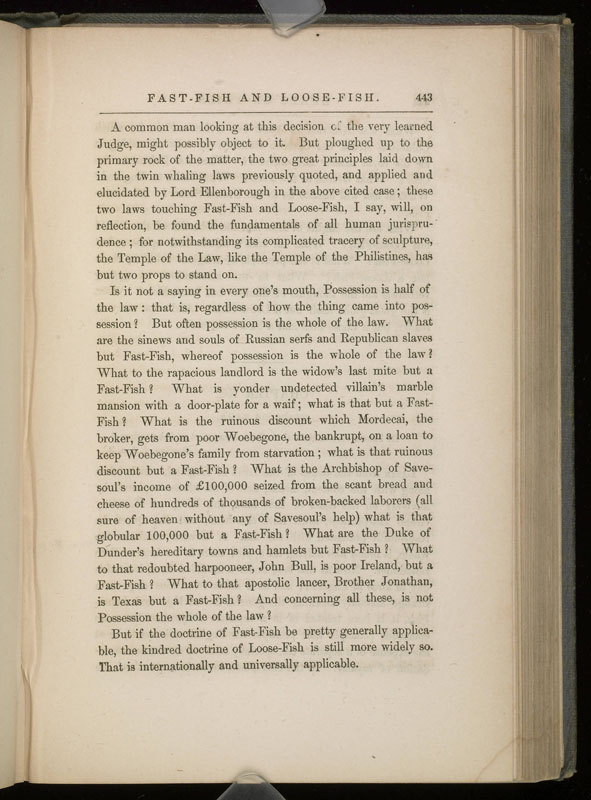 FAST-FISH AND LOOSE-FISH. 443
A common man looking at this decision of the very learned
Judge, might possibly object to it. But ploughed up to the
primary rock of the matter, the two great principles laid down
in the twin whaling laws previously quoted, and applied and
elucidated by Lord Ellenborough in the above cited case; these
two laws touching Fast-Fish and Loose-Fish, I say, will, on
reflection, be found the fundamentals of all human jurispru-
dence; for notwithstanding its complicated tracery of sculpture,
the Temple of the Law, like the Temple of the Philistines, has
but two props to stand on.
Is it not a saying in every one's mouth, Possession is half of
the law: that is, regardless of how the thing came into pos-
session? But often possession is the whole of the law. What
are the sinews and souls of Russian serfs and Republican slaves
but Fast-Fish, whereof possession is the whole of the law?
What to the rapacious landlord is the widow's last mite but a
Fast-Fish? What is yonder undetected villain's marble
mansion with a door-plate for a waif; what is that but a Fast-
Fish? What is the ruinous discount which Mordecai, the
broker, gets from poor Woebegone, the bankrupt, on a loan to
keep Woebegone's family from starvation; what is that ruinous
discount but a Fast-Fish? What is the Archbishop of Save-
soul's income of £100,000 seized from the scant bread and
cheese of hundreds of thousands of broken-backed laborers (all
sure of heaven without any of Savesoul's help) what is that
globular 100,000 but a Fast-Fish? What are the Duke of
Dunder's hereditary towns and hamlets but Fast-Fish? What
to that redoubted harpooneer, John Bull, is poor Ireland, but a
Fast-Fish? What to that apostolic lancer, Brother Jonathan,
is Texas but a Fast-Fish? And concerning all these, is not
Possession the whole of the law?
But if the doctrine of Fast-Fish be pretty generally applica-
ble, the kindred doctrine of Loose-Fish is still more widely so.
That is internationally and universally applicable.